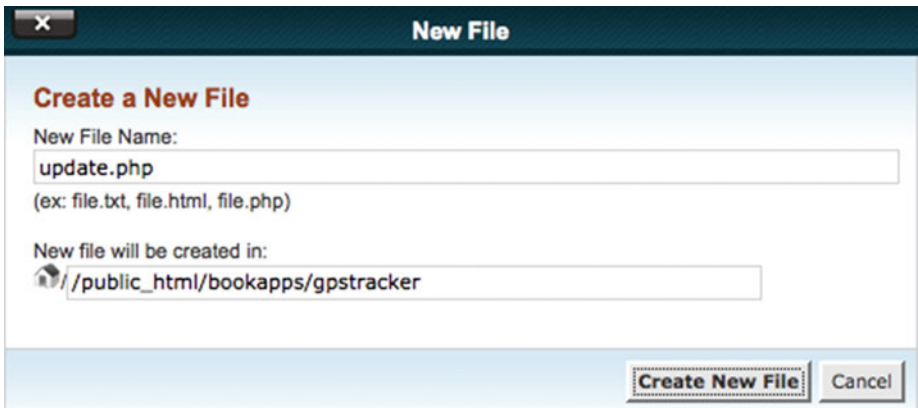 New File
Create a New File
New File Name:
update.php
(ex: file.txt, file.html, file.php)
New file will be created in:
/ /public_html/bookapps/gpstracker
Create New File Cancel